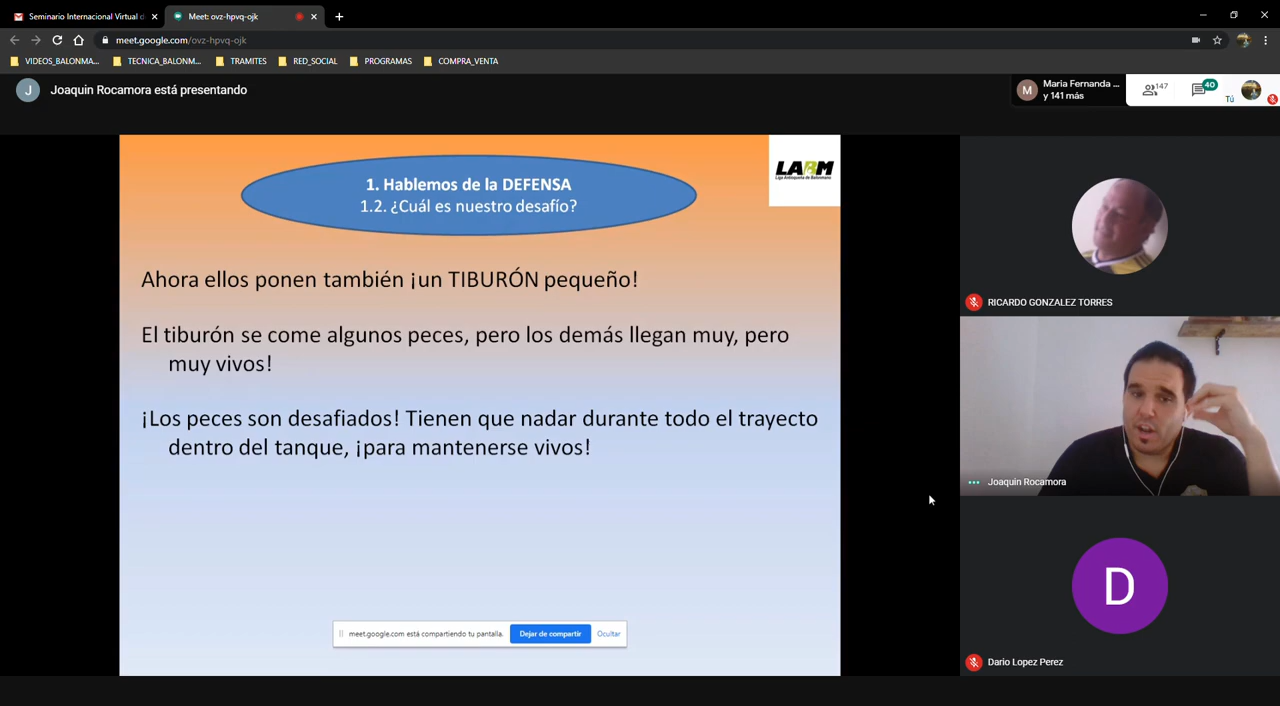 Seminario Internacional Virtual d
Meet: ovz-hpvq-ojk
meet.google.com/ovz-hpvq-ojk
VIDEOS_BALONMA...
TECNICA_BALONM...
TRAMITES
RED_SOCIAL
PROGRAMAS
COMPRA_VENTA
J
Joaquin Rocamora está presentando
M
Maria Fernanda ...
y 141 más
147
40
Tú
1. Hablemos de la DEFENSA
1.2. ¿Cuál es nuestro desafío?
LABM
Liga Antioqueña de Balonmano
Ahora ellos ponen también ¡un TIBURÓN pequeño!
El tiburón se come algunos peces, pero los demás llegan muy, pero
muy vivos!
¡Los peces son desafiados! Tienen que nadar durante todo el trayecto
dentro del tanque, ¡para mantenerse vivos!
meet.google.com está compartiendo tu pantalla.
Dejar de compartir
Ocultar
RICARDO GONZALEZ TORRES
Joaquin Rocamora
D
Dario Lopez Perez